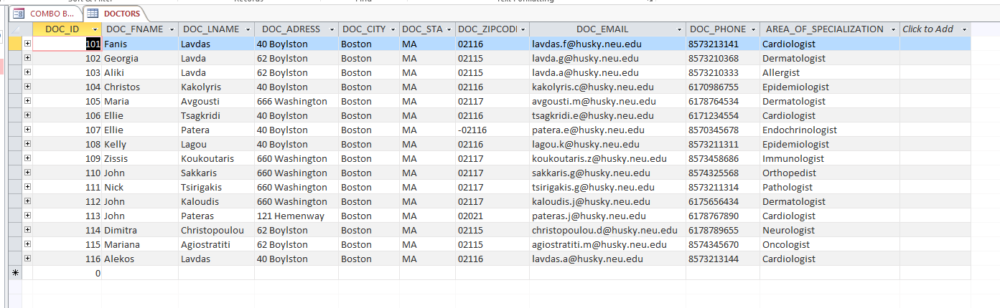 COMBO B... DOCTORS
DOC_ID DOC_FNAME DOC_LNAME DOC_ADRESS DOC_CITY DOC_STA DOC_ZIPCODI DOC_EMAIL DOC_PHONE AREA_OF_SPECIALIZATION Click to Add
101 Fanis Lavdas 40 Boylston Boston MA 02116 lavdas.f@husky.neu.edu 8573213141 Cardiologist
102 Georgia Lavda 62 Boylston Boston MA 02115 lavda.g@husky.neu.edu 8573210368 Dermatologist
103 Aliki Lavda 62 Boylston Boston MA 02115 lavda.a@husky.neu.edu 8573210333 Allergist
104 Christos Kakolyris 40 Boylston Boston MA 02116 kakolyris.c@husky.neu.edu 6170986755 Epidemiologist
105 Maria Avgousti 666 Washington Boston MA 02117 avgousti.m@husky.neu.edu 6178764534 Dermatologist
106 Ellie Tsagkridi 40 Boylston Boston MA 02116 tsagkridi.e@husky.neu.edu 6171234554 Cardiologist
107 Ellie Patera 40 Boylston Boston MA -02116 patera.e@husky.neu.edu 8570345678 Endocrinologist
108 Kelly Lagou 40 Boylston Boston MA 02116 lagou.k@husky.neu.edu 8573211311 Epidemiologist
109 Zissis Koukoutaris 660 Washington Boston MA 02117 koukoutaris.z@husky.neu.edu 8573458686 Immunologist
110 John Sakkaris 660 Washington Boston MA 02117 sakkaris.g@husky.neu.edu 8574325568 Orthopedist
111 Nick Tsirigakis 660 Washington Boston MA 02117 tsirigakis.g@husky.neu.edu 8573211314 Pathologist
112 John Kaloudis 660 Washington Boston MA 02117 kaloudis.j@husky.neu.edu 6175656434 Dermatologist
113 John Pateras 121 Hemenway Boston MA 02021 pateras.j@husky.neu.edu 6178767890 Cardiologist
114 Dimitra Christopoulou 62 Boylston Boston MA 02115 christopoulou.d@husky.neu.edu 6178789655 Neurologist
115 Mariana Agiostratiti 62 Boylston Boston MA 02115 agiostratiti.m@husky.neu.edu 8574345670 Oncologist
116 Alekos Lavdas 40 Boylston Boston MA 02116 lavdas.a@husky.neu.edu 8573213144 Cardiologist
0